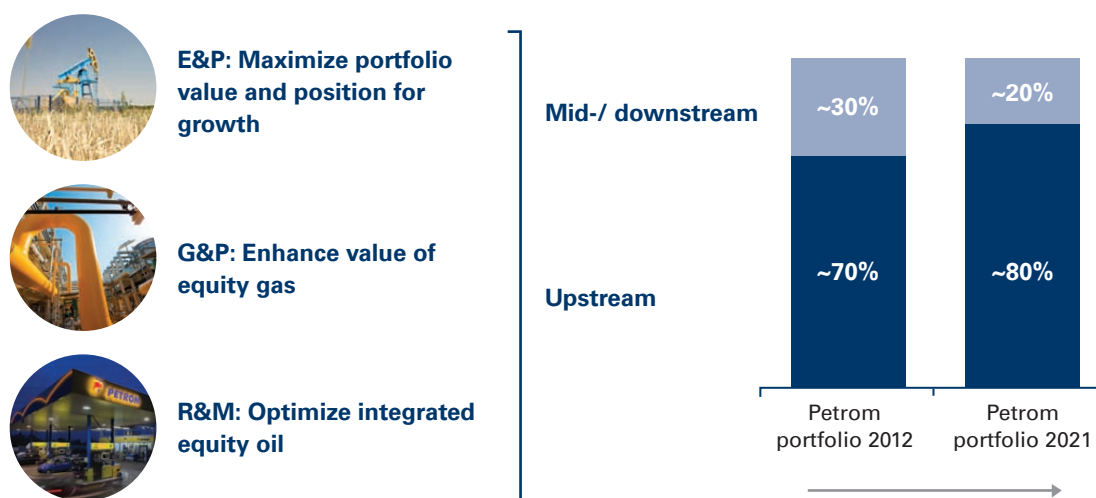 E&P: Maximize portfolio
value and position for
growth
G&P: Enhance value of
equity gas
PETROM
R&M: Optimize integrated
equity oil
Mid-/ downstream
Upstream
~30%
~20%
~70%
~80%
Petrom
portfolio 2012
Petrom
portfolio 2021